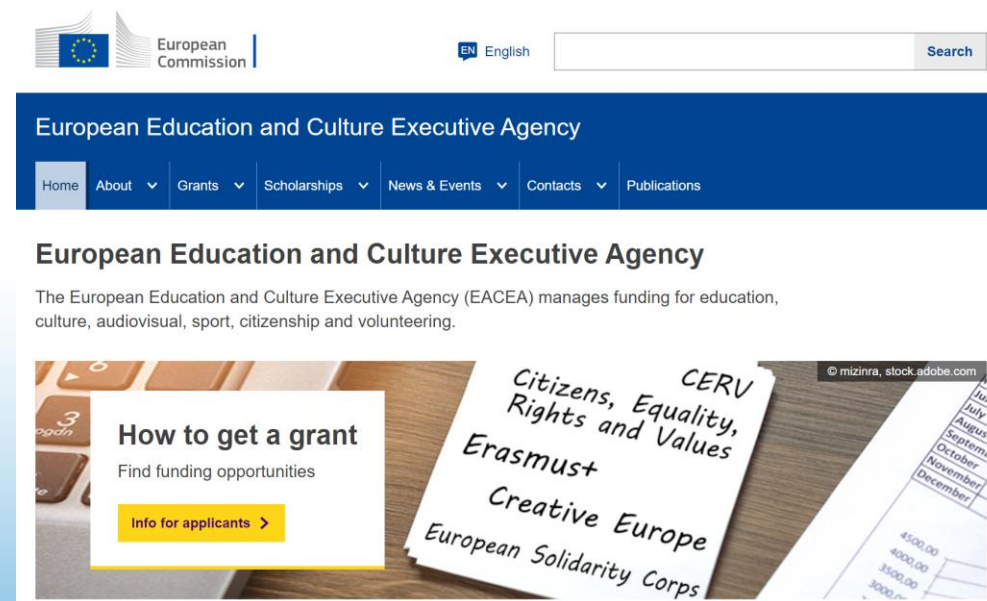 European
Commission
EN English
Search
European Education and Culture Executive Agency
Home About Grants Scholarships News & Events Contacts Publications
European Education and Culture Executive Agency
The European Education and Culture Executive Agency (EACEA) manages funding for education,
culture, audiovisual, sport, citizenship and volunteering.
© mizinra, stock.adobe.com
How to get a grant
Find funding opportunities
Info for applicants
3
pgdn
CERV
Citizens, Equality,
Rights and Values
Erasmus+
Creative Europe
European Solidarity Corps
July
October
November
December
4500,00
4000,00
3500,00